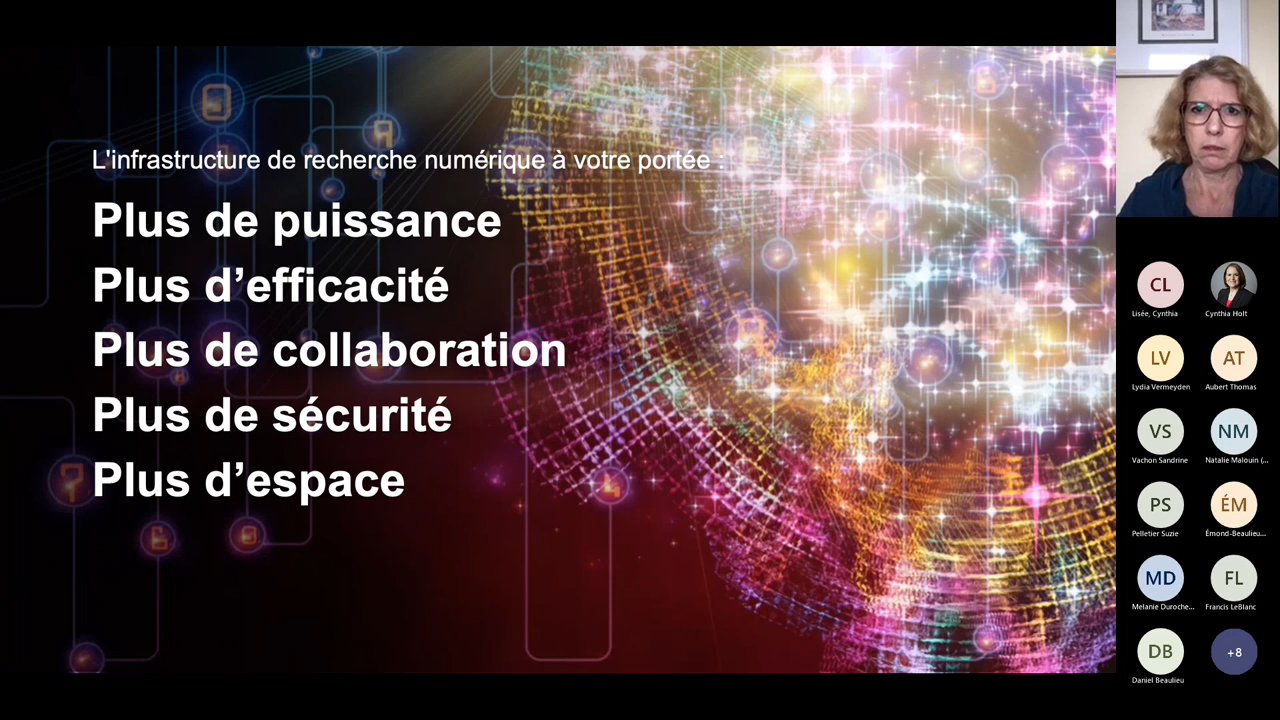 L'infrastructure de recherche numérique à votre portée :
Plus de puissance
Plus d’efficacité
Plus de collaboration
Plus de sécurité
Plus d’espace
CL
Lisée, Cynthia
Cynthia Holt
LV
Lydia Vermeyden
AT
Aubert Thomas
VS
Vachon Sandrine
NM
Natalie Malouin (...
PS
Pelletier Suzie
ÉM
Émond-Beaulieu...
MD
Melanie Duroche...
FL
Francis LeBlanc
DB
Daniel Beaulieu
+8